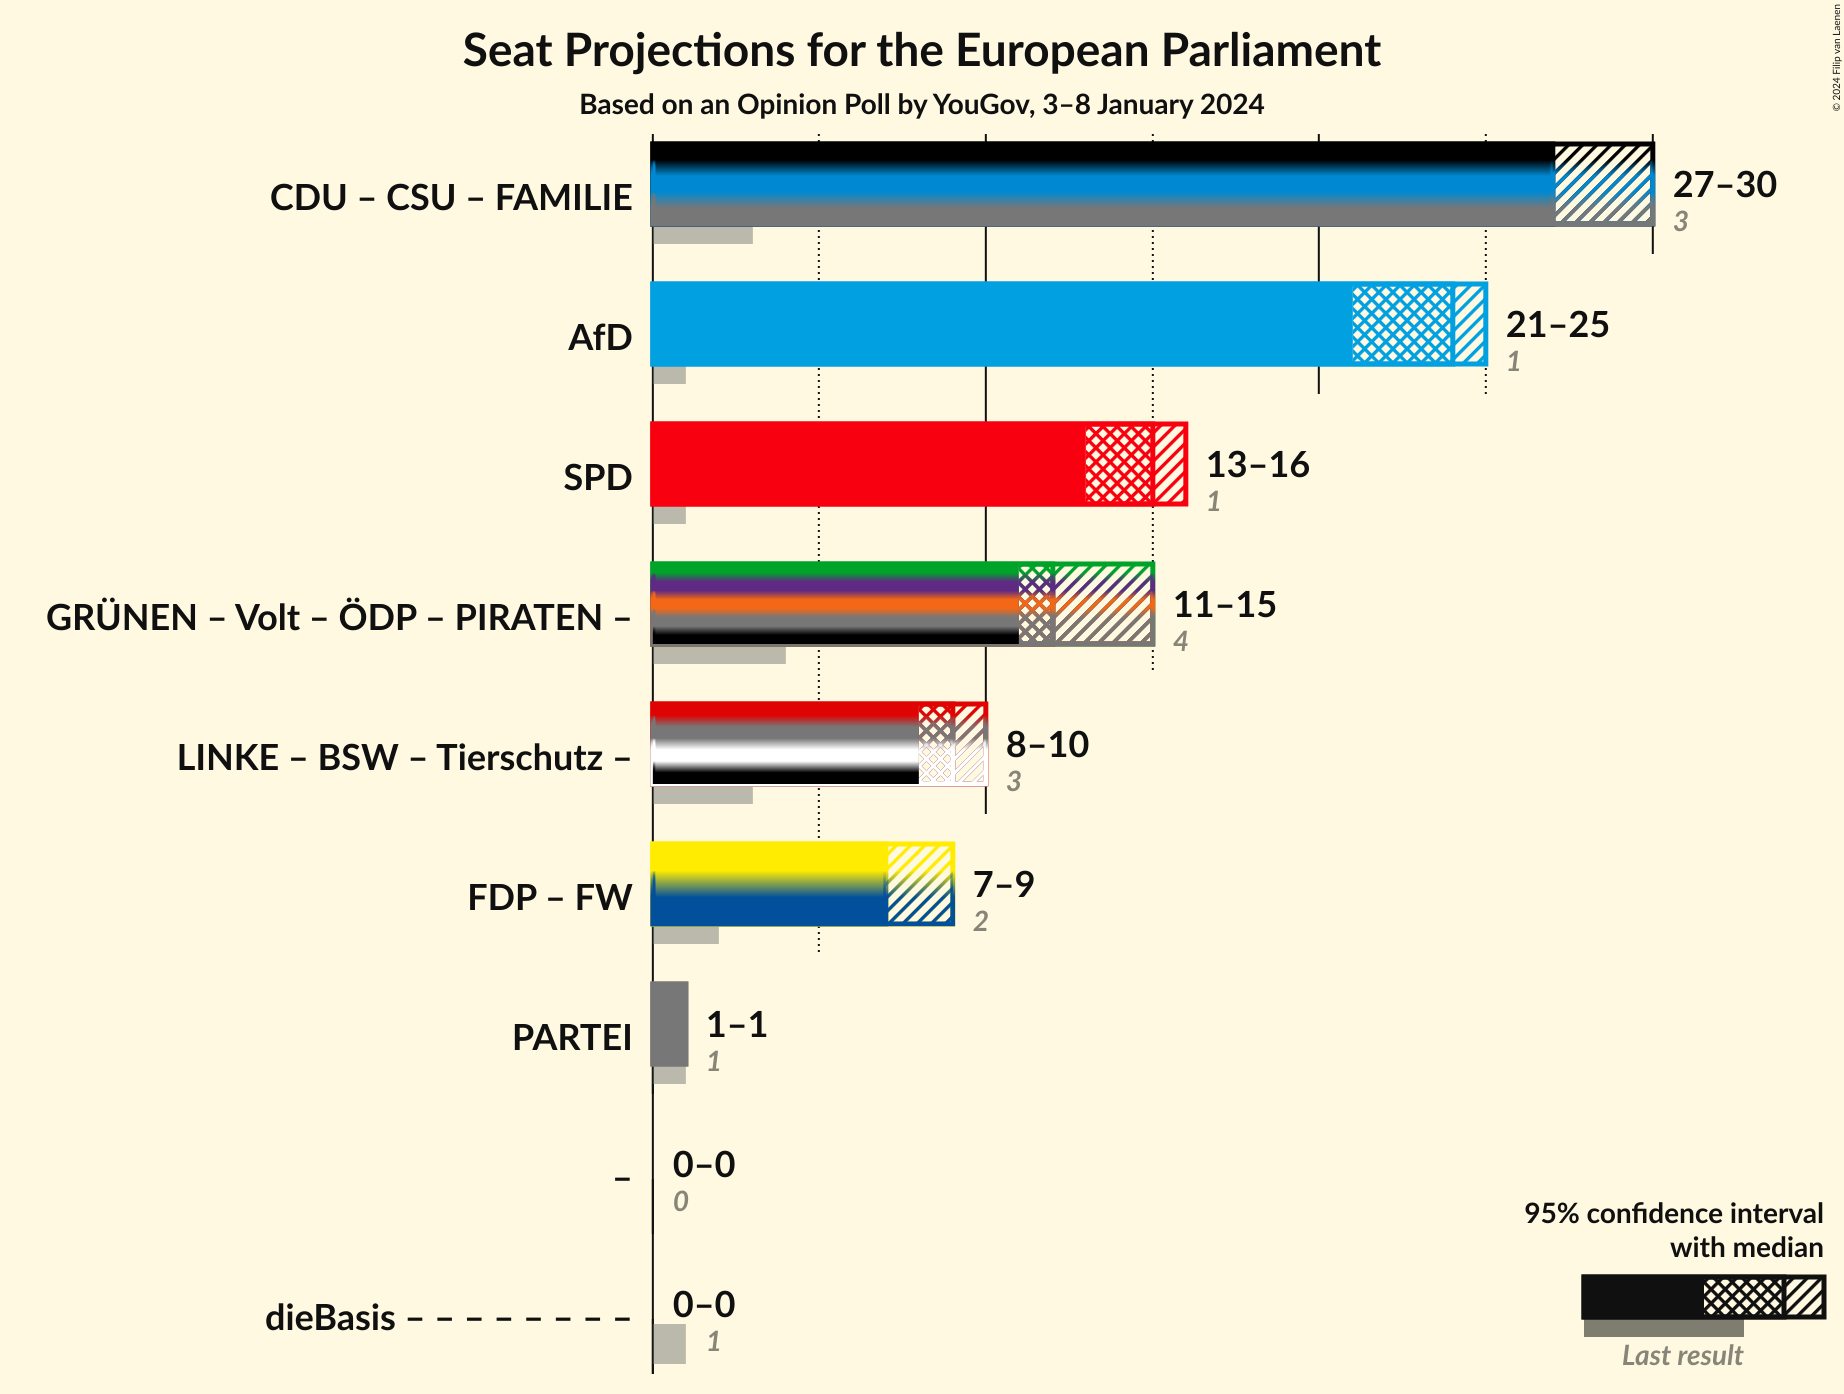 Seat Projections for the European Parliament
Based on an Opinion Poll by YouGov, 3–8 January 2024
© 2024 Filip van Laenen
CDU – CSU – FAMILIE
27–30
3
AfD
21–25
1
SPD
13–16
1
GRÜNEN – Volt – ÖDP – PIRATEN –
11–15
4
LINKE – BSW – Tierschutz –
8–10
3
FDP – FW
7–9
2
PARTEI
1–1
1
–
0–0
0
dieBasis – – – – – – – –
0–0
1
95% confidence interval
with median
Last result